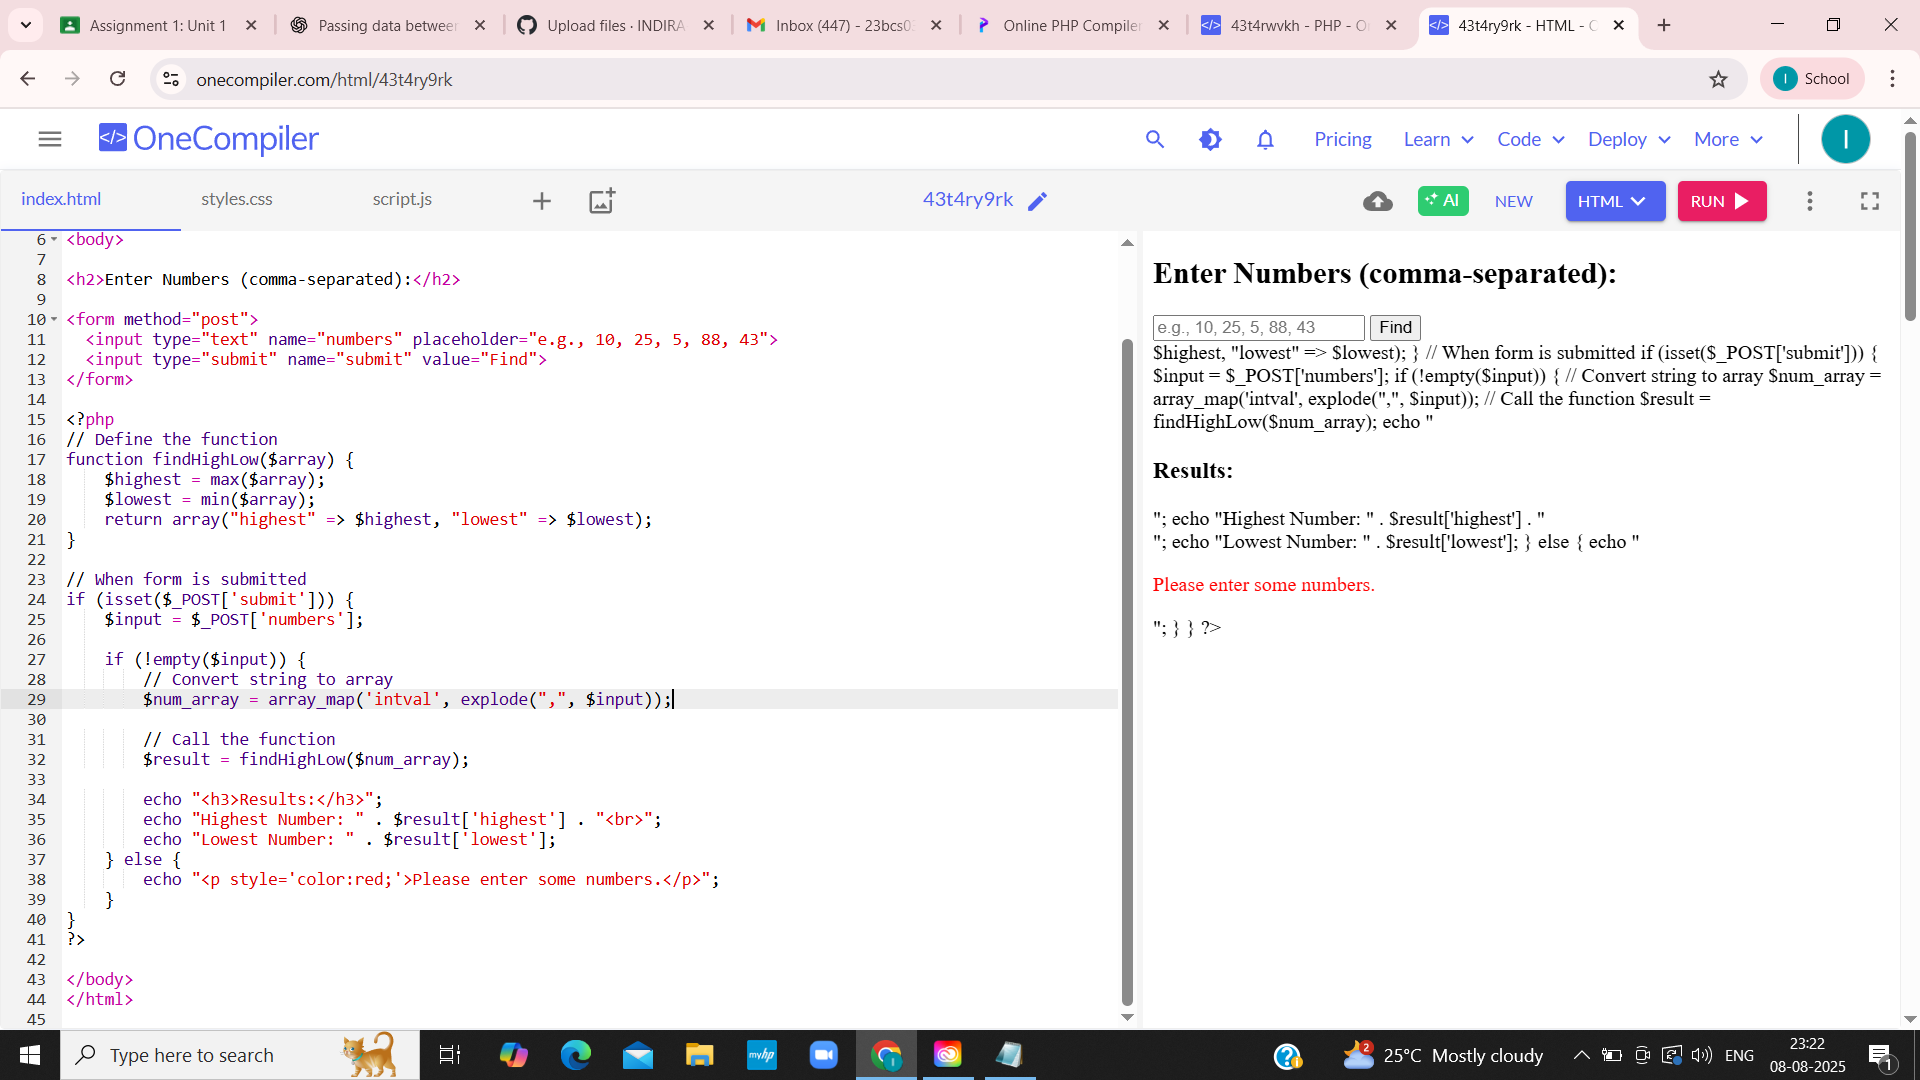 Assignment 1: Unit 1
Passing data between
Upload files · INDIRA
Inbox (447) - 23bcs03
Online PHP Compiler
43t4rwvkh - PHP - On
43t4ry9rk - HTML - O
onecompiler.com/html/43t4ry9rk
I School
</> OneCompiler
Pricing Learn Code Deploy More
I
index.html styles.css script.js
43t4ry9rk
AI NEW HTML RUN
6 <body>
7
8 <h2>Enter Numbers (comma-separated):</h2>
9
10 <form method="post">
11 <input type="text" name="numbers" placeholder="e.g., 10, 25, 5, 88, 43">
12 <input type="submit" name="submit" value="Find">
13 </form>
14
15 <?php
16 // Define the function
17 function findHighLow($array) {
18 $highest = max($array);
19 $lowest = min($array);
20 return array("highest" => $highest, "lowest" => $lowest);
21 }
22
23 // When form is submitted
24 if (isset($_POST['submit'])) {
25 $input = $_POST['numbers'];
26
27 if (!empty($input)) {
28 // Convert string to array
29 $num_array = array_map('intval', explode(",", $input));
30
31 // Call the function
32 $result = findHighLow($num_array);
33
34 echo "<h3>Results:</h3>";
35 echo "Highest Number: " . $result['highest'] . "<br>";
36 echo "Lowest Number: " . $result['lowest'];
37 } else {
38 echo "<p style='color:red;'>Please enter some numbers.</p>";
39 }
40 }
41 ?>
42
43 </body>
44 </html>
45
Enter Numbers (comma-separated):
e.g., 10, 25, 5, 88, 43 Find
$highest, "lowest" => $lowest); } // When form is submitted if (isset($_POST['submit'])) {
$input = $_POST['numbers']; if (!empty($input)) { // Convert string to array $num_array =
array_map('intval', explode(",", $input)); // Call the function $result =
findHighLow($num_array); echo "
Results:
"; echo "Highest Number: " . $result['highest'] . "
"; echo "Lowest Number: " . $result['lowest']; } else { echo "
Please enter some numbers.
"; } } ?>
Type here to search
myhp
2
25°C Mostly cloudy
ENG
23:22
08-08-2025
1